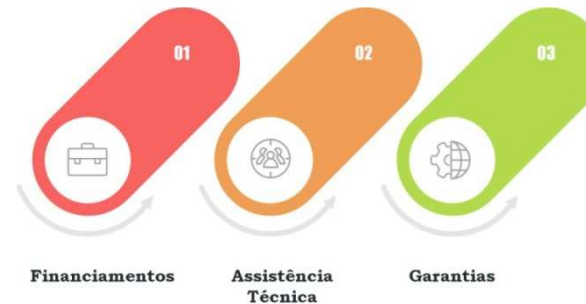 01
02
03
Financiamentos
Assistência
Técnica
Garantias